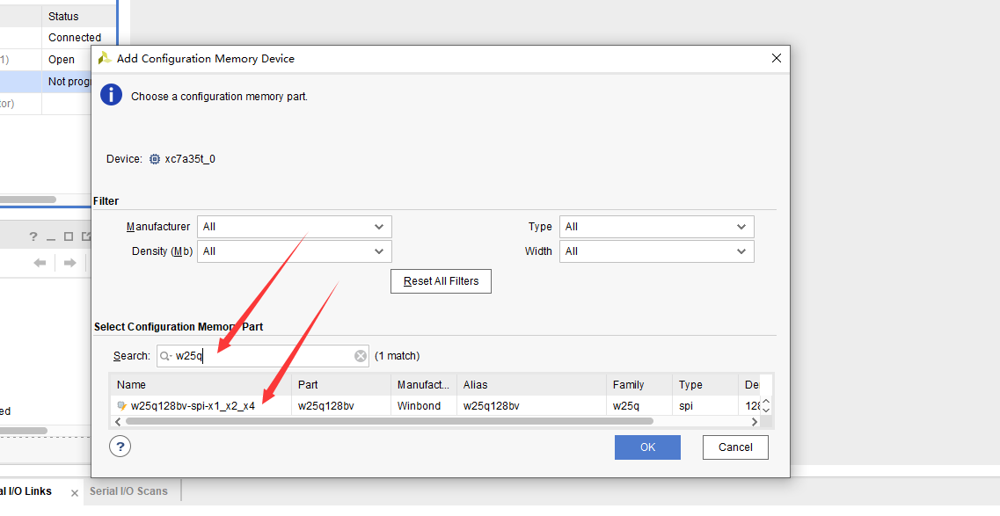 Status
Connected
1)
Open
Not prog
tor)
Add Configuration Memory Device
Choose a configuration memory part.
Device: xc7a35t_0
Filter
Manufacturer All
Type All
Density (Mb) All
Width All
Reset All Filters
Select Configuration Memory Part
Search: w25q (1 match)
Name Part Manufact... Alias Family Type De
w25q128bv-spi-x1_x2_x4 w25q128bv Winbond w25q128bv w25q spi 128
ed
? OK Cancel
al I/O Links Serial I/O Scans